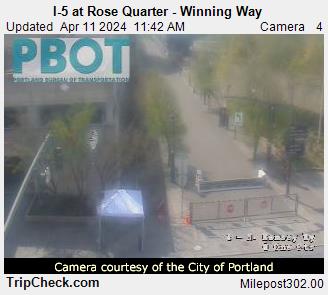 I-5 at Rose Quarter - Winning Way
Updated Apr 11 2024 11:42 AM Camera 4
PBOT
PORTLAND BUREAU OF TRANSPORTATION
Camera courtesy of the City of Portland
TripCheck.com Milepost302.00